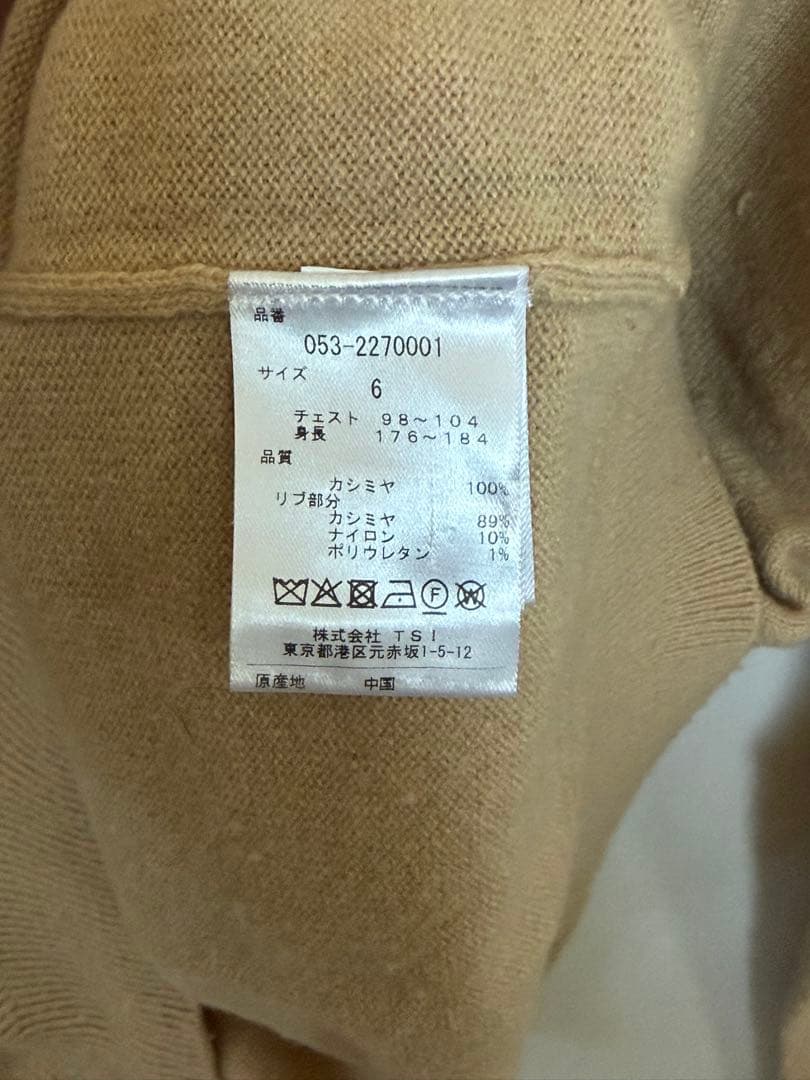 品番
053-2270001
サイズ
6
チェスト 98～104
身長 176～184
品質
カシミヤ 100%
リブ部分
カシミヤ 89%
ナイロン 10%
ポリウレタン 1%
F W
株式会社 TSI
東京都港区元赤坂1-5-12
原産地 中国